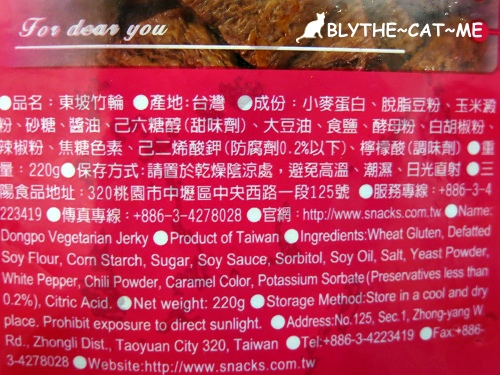 BLYTHE~CAT~ME
For dear you
●品名：東坡竹輪 ●產地:台灣 ●成份：小麥蛋白、脫脂豆粉、玉米澱
粉、砂糖、醬油 己六糖醇(甜味劑)、大豆油、食鹽、酵母粉、白胡椒粉、
辣椒粉、焦糖色素、己二烯酸鉀(防腐劑0.2%以下)、檸檬酸(調味劑)●重
量：220g●保存方式:請置於乾燥陰涼處，避免高溫、潮濕、日光直射 ●三
陽食品地址：320桃園市中壢區中央西路一段125號 ●服務專線：+886-3-4
223419 ●傳真專線：+886-3-4278028 ●官網：http://www.snacks.com.tw ●Name:
Dongpo Vegetarian Jerky ●Product of Taiwan ●Ingredients:Wheat Gluten, Defatted
Soy Flour, Corn Starch, Sugar, Soy Sauce, Sorbitol, Soy Oil, Salt, Yeast Powder,
White Pepper, Chili Powder, Caramel Color, Potassium Sorbate(Preservatives less than
0.2%), Citric Acid. ●Net weight: 220g ●Storage Method:Store in a cool and dry
place. Prohibit exposure to direct sunlight. ●Address:No.125, Sec.1, Zhong-yang W.
Rd., Zhongli Dist., Taoyuan City 320, Taiwan ●Tel:+886-3-4223419 ●Fax:+886-
3-4278028 ●Website:http://www.snacks.com.tw